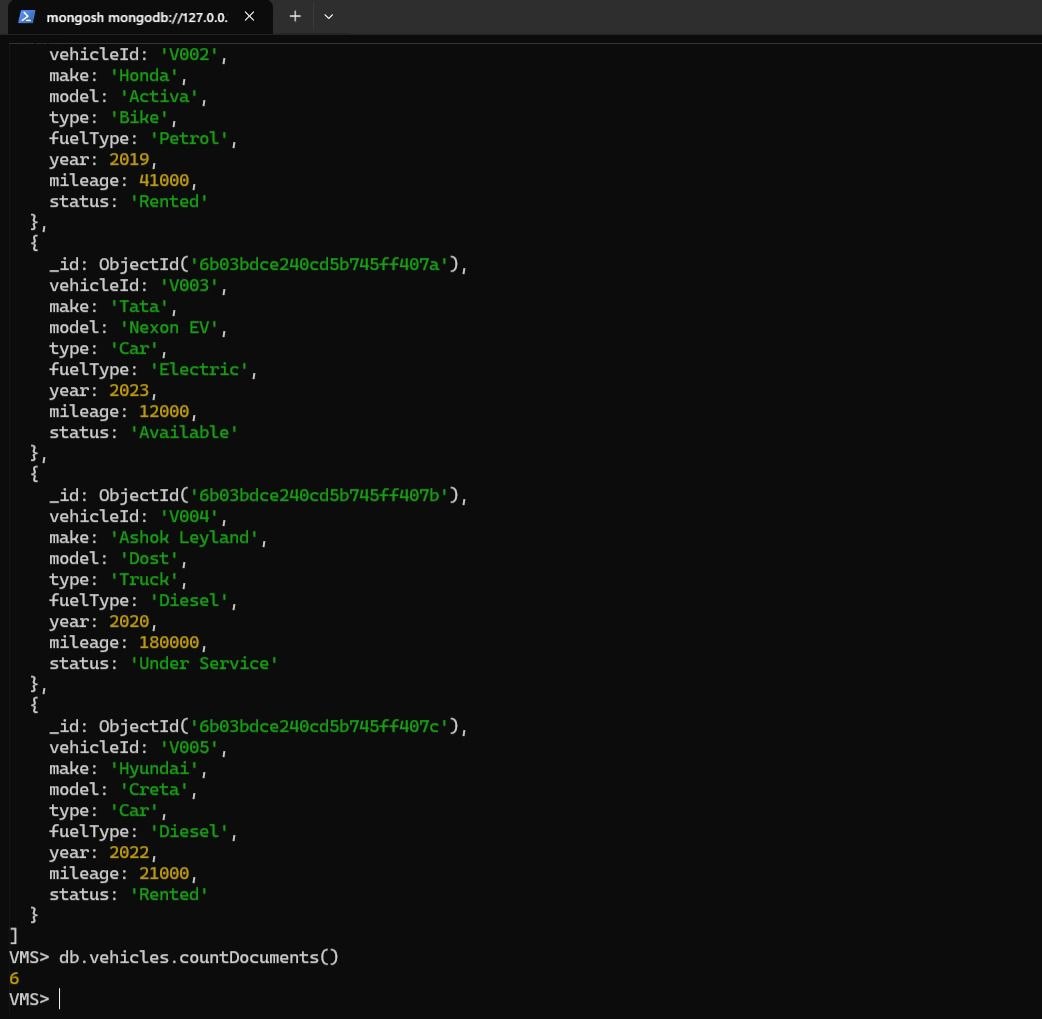 mongosh mongodb://127.0.0.
vehicleId: 'V002',
make: 'Honda',
model: 'Activa',
type: 'Bike',
fuelType: 'Petrol',
year: 2019,
mileage: 41000,
status: 'Rented'
},
{
_id: ObjectId('6b03bdce240cd5b745ff407a'),
vehicleId: 'V003',
make: 'Tata',
model: 'Nexon EV',
type: 'Car',
fuelType: 'Electric',
year: 2023,
mileage: 12000,
status: 'Available'
},
{
_id: ObjectId('6b03bdce240cd5b745ff407b'),
vehicleId: 'V004',
make: 'Ashok Leyland',
model: 'Dost',
type: 'Truck',
fuelType: 'Diesel',
year: 2020,
mileage: 180000,
status: 'Under Service'
},
{
_id: ObjectId('6b03bdce240cd5b745ff407c'),
vehicleId: 'V005',
make: 'Hyundai',
model: 'Creta',
type: 'Car',
fuelType: 'Diesel',
year: 2022,
mileage: 21000,
status: 'Rented'
}
]
VMS> db.vehicles.countDocuments()
6
VMS>